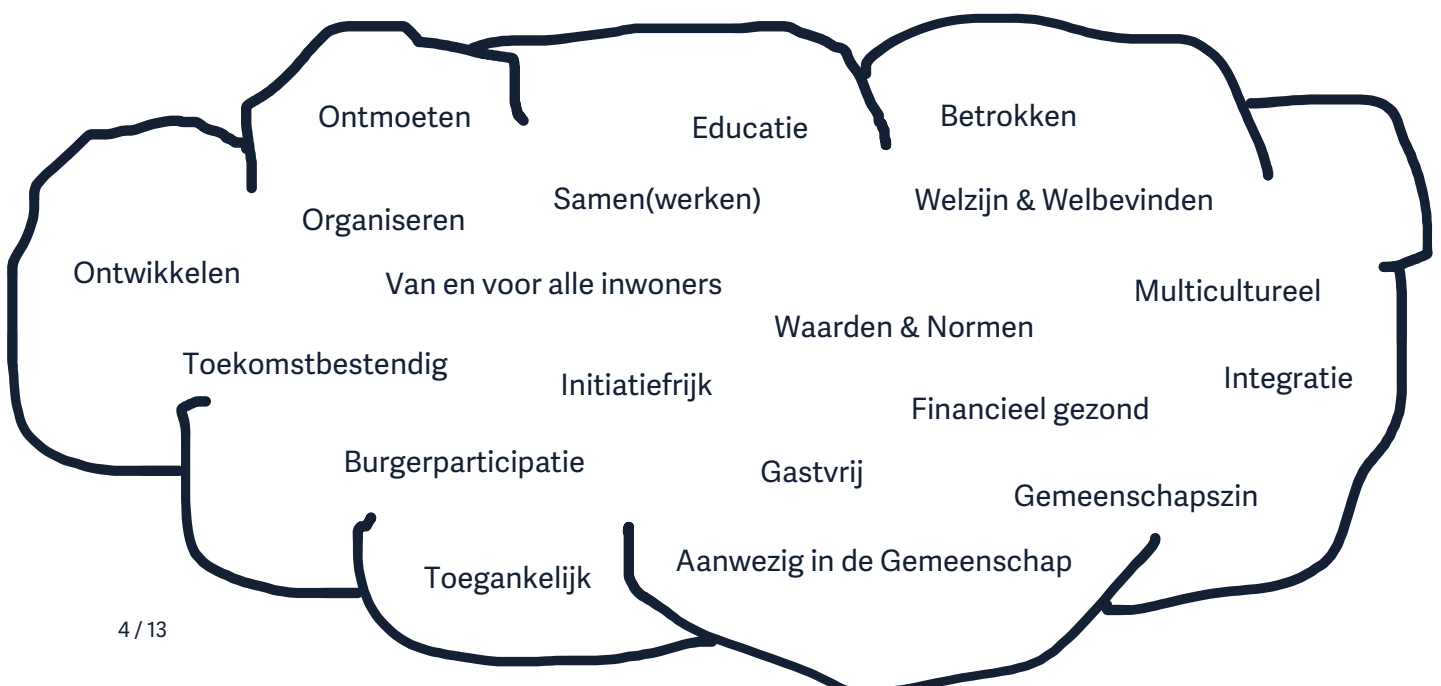 Ontmoeten
Educatie
Betrokken
Organiseren
Samen(werken)
Welzijn & Welbevinden
Ontwikkelen
Van en voor alle inwoners
Multicultureel
Waarden & Normen
Toekomstbestendig
Initiatiefrijk
Integratie
Financieel gezond
Burgerparticipatie
Gastvrij
Gemeenschapszin
Toegankelijk
Aanwezig in de Gemeenschap
4 / 13